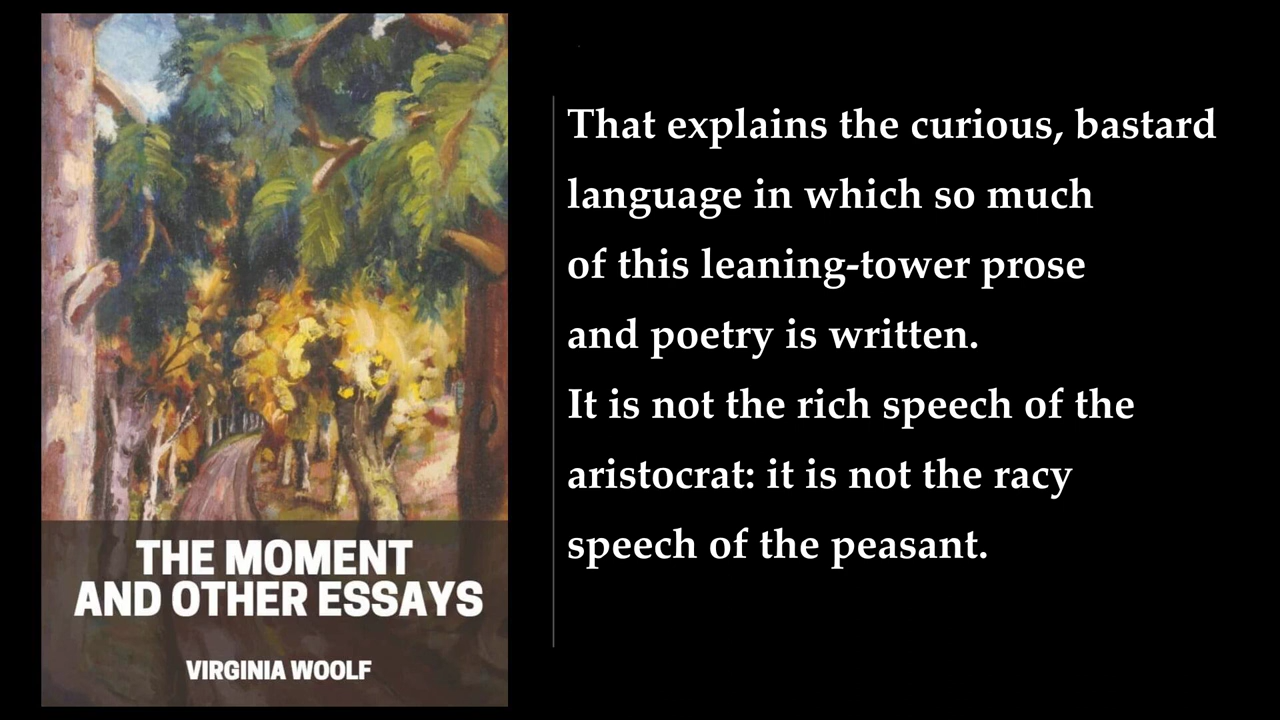 THE MOMENT
AND OTHER ESSAYS
VIRGINIA WOOLF
That explains the curious, bastard
language in which so much
of this leaning-tower prose
and poetry is written.
It is not the rich speech of the
aristocrat: it is not the racy
speech of the peasant.